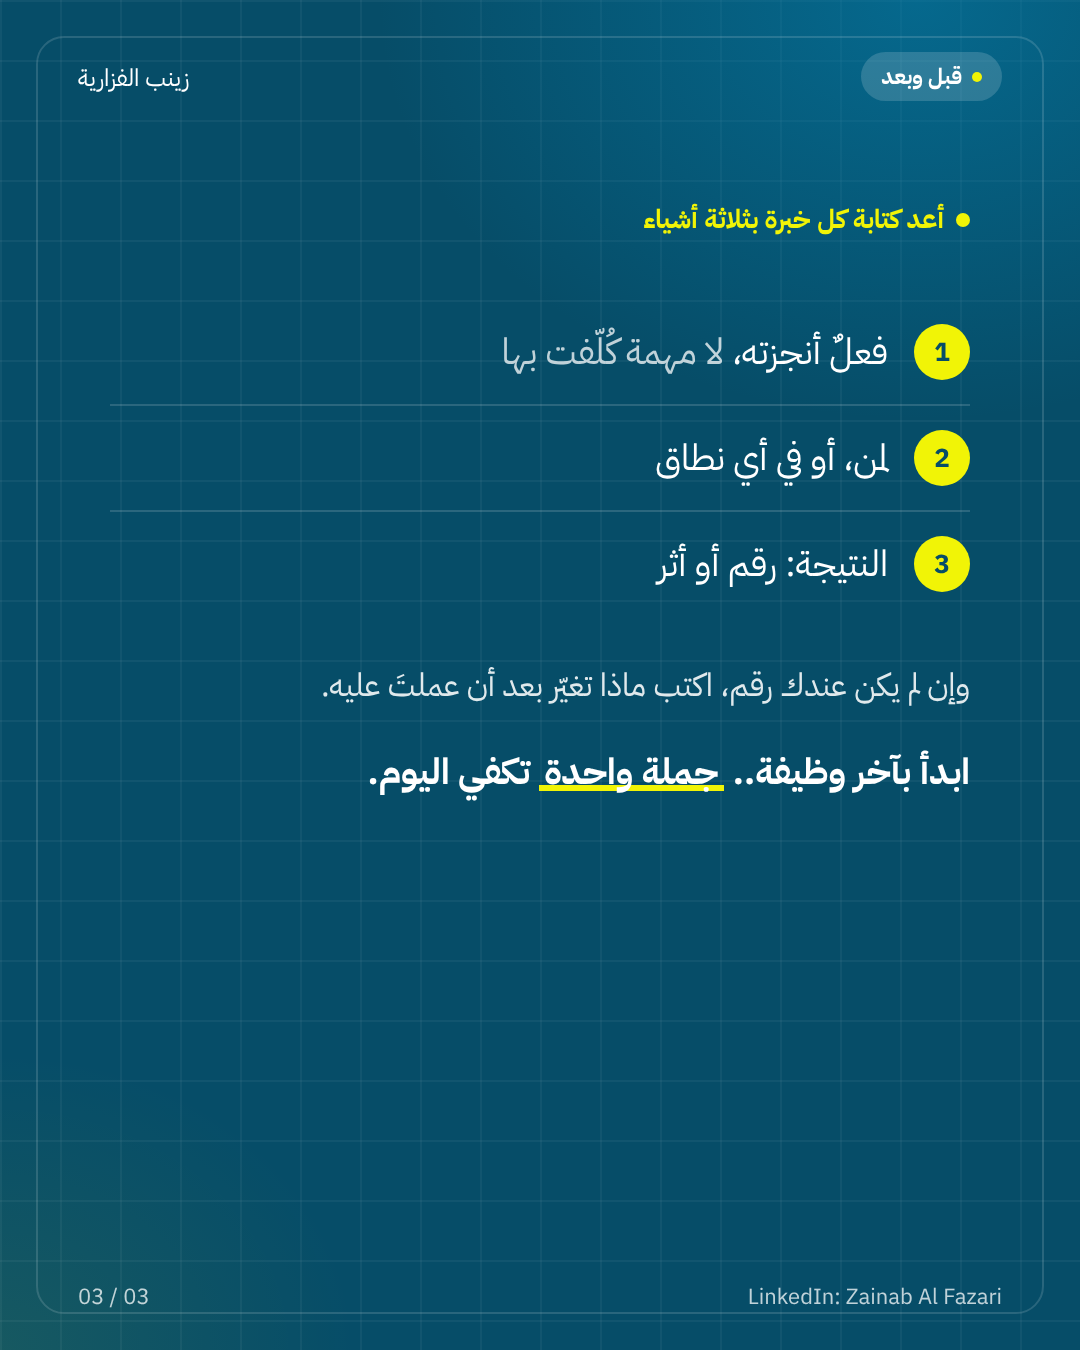 قبل وبعد
زينب الفزارية
أعد كتابة كل خبرة بثلاثة أشياء
1 فعلٌ أنجزته، لا مهمة كُلّفت بها
2 لمن، أو في أي نطاق
3 النتيجة: رقم أو أثر
وإن لم يكن عندك رقم، اكتب ماذا تغيّر بعد أن عملتَ عليه.
ابدأ بآخر وظيفة.. جملة واحدة تكفي اليوم.
LinkedIn: Zainab Al Fazari
03 / 03